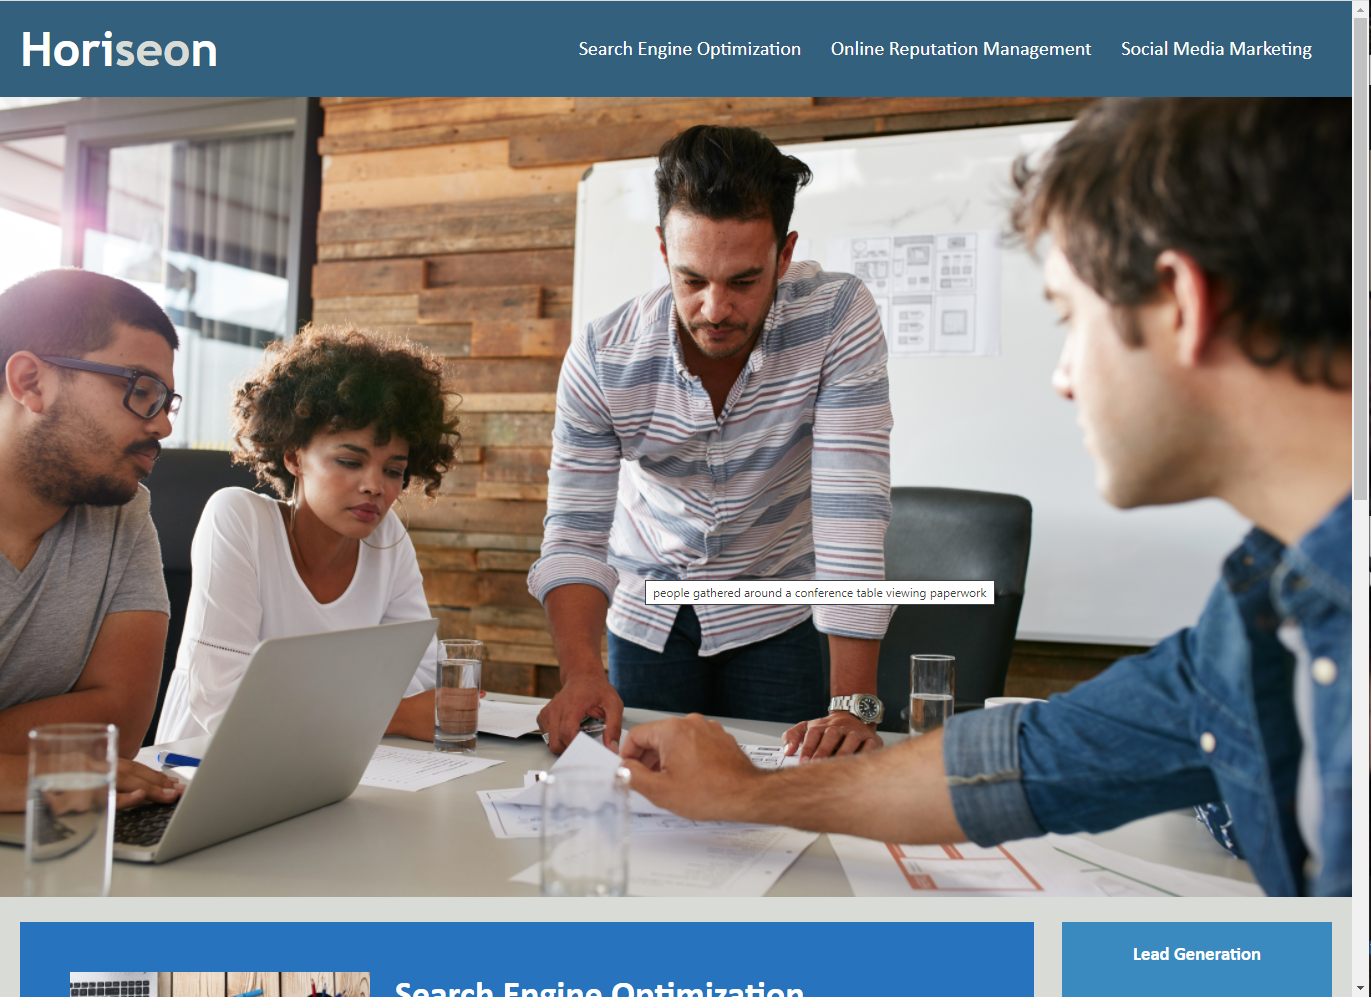 Horiseon
Search Engine Optimization Online Reputation Management Social Media Marketing
people gathered around a conference table viewing paperwork
Lead Generation
Search Engine Optimization